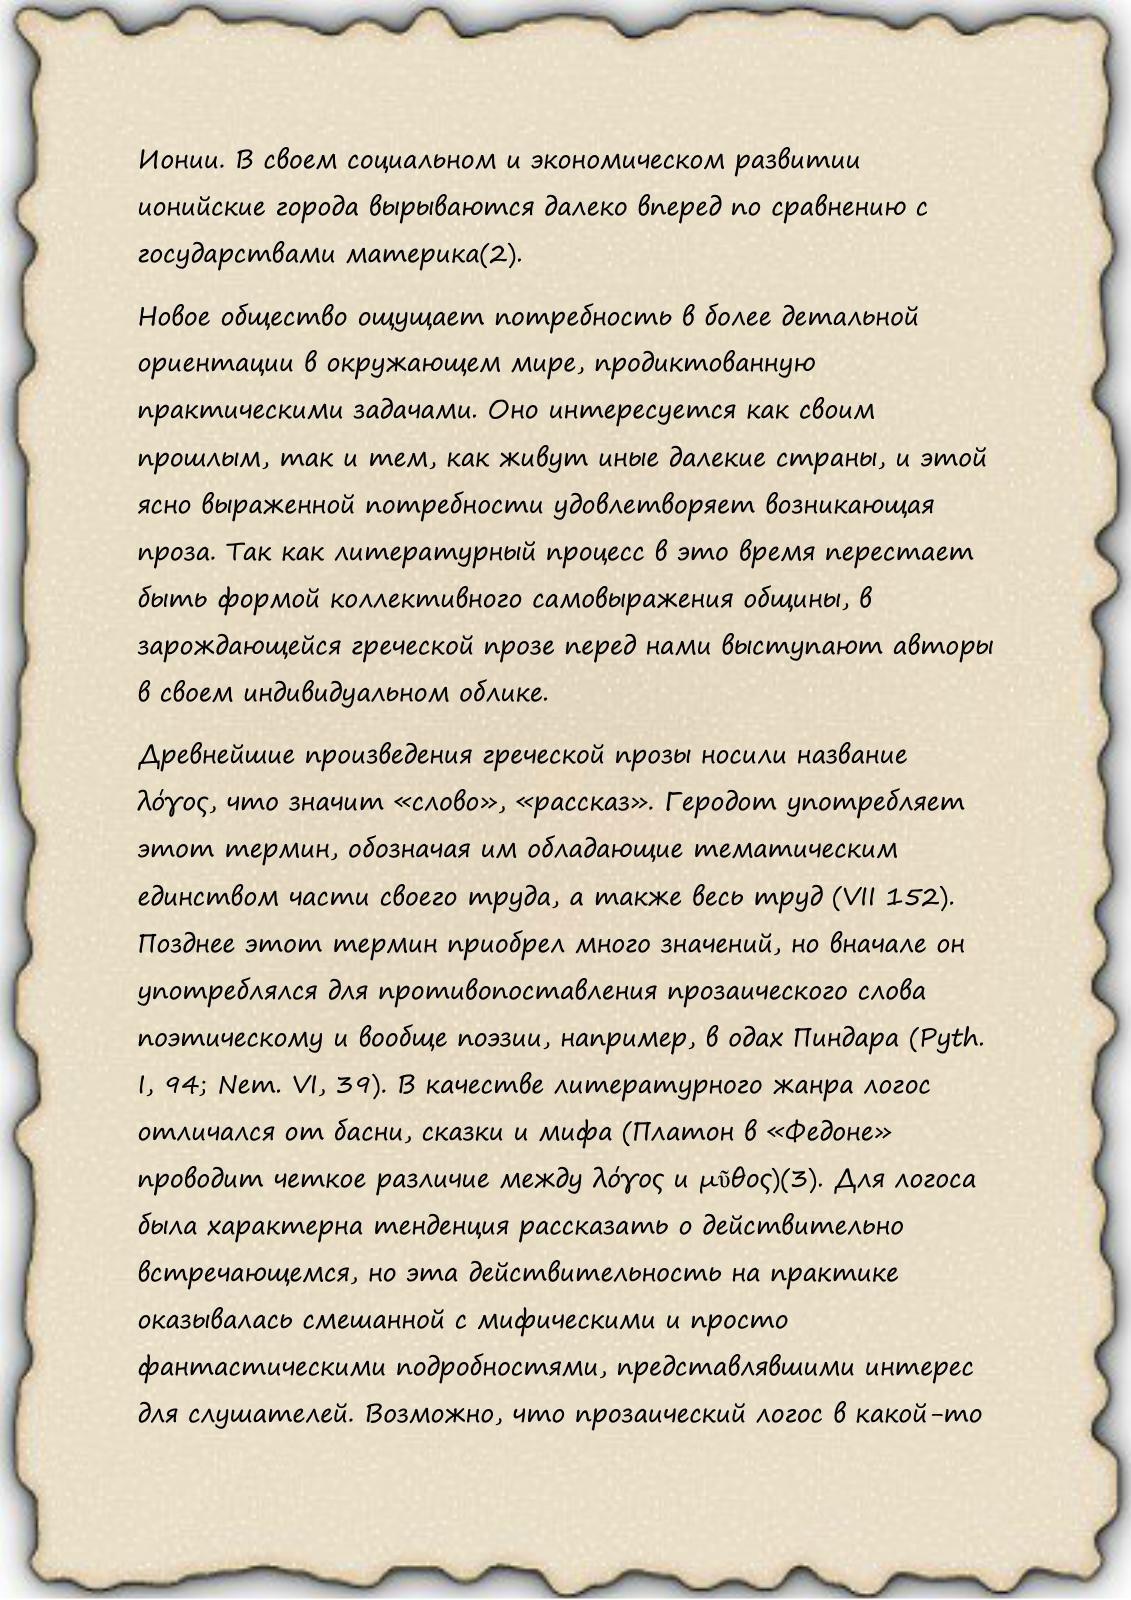 Ионии. В своем социальном и экономическом развитии
ионийские города вырываются далеко вперед по сравнению с
государствами материка(2).
Новое общество ощущает потребность в более детальной
ориентации в окружающем мире, продиктованную
практическими задачами. Оно интересуется как своим
прошлым, так и тем, как живут иные далекие страны, и этой
ясно выраженной потребности удовлетворяет возникающая
проза. Так как литературный процесс в это время перестает
быть формой коллективного самовыражения общины, в
зарождающейся греческой прозе перед нами выступают авторы
в своем индивидуальном облике.
Древнейшие произведения греческой прозы носили название
λόγος, что значит «слово», «рассказ». Геродот употребляет
этот термин, обозначая им обладающие тематическим
единством части своего труда, а также весь труд (VII 152).
Позднее этот термин приобрел много значений, но вначале он
употреблялся для противопоставления прозаического слова
поэтическому и вообще поэзии, например, в одах Пиндара (Pyth.
I, 94; Nem. VI, 39). В качестве литературного жанра логос
отличался от басни, сказки и мифа (Платон в «Федоне»
проводит четкое различие между λόγος и μῦθος)(3). Для логоса
была характерна тенденция рассказать о действительно
встречающемся, но эта действительность на практике
оказывалась смешанной с мифическими и просто
фантастическими подробностями, представлявшими интерес
для слушателей. Возможно, что прозаический логос в какой-то